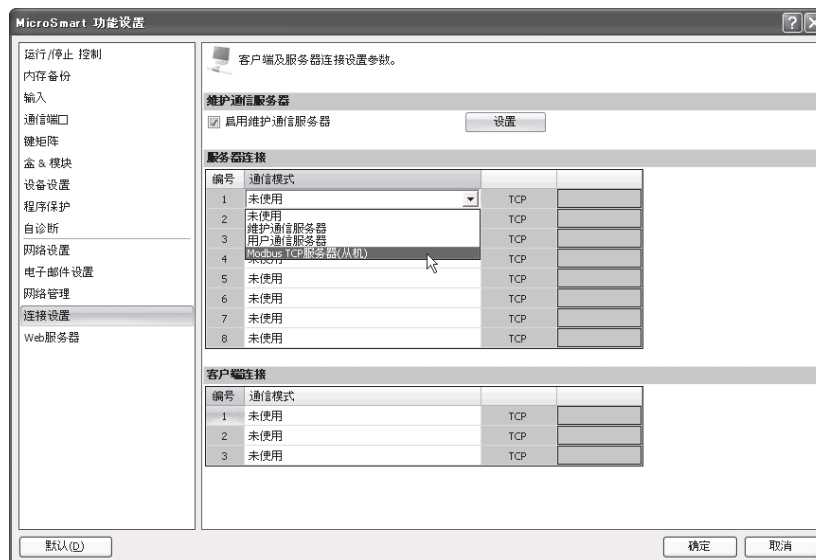 MicroSmart 功能设置
运行/停止 控制
内存备份
输入
通信端口
键矩阵
盒 & 模块
设备设置
程序保护
自诊断
网络设置
电子邮件设置
网络管理
连接设置
Web服务器
客户端及服务器连接设置参数。
维护通信服务器
启用维护通信服务器 设置
服务器连接
编号 通信模式
1 未使用 TCP
2 未使用 TCP
维护通信服务器
3 用户通信服务器 TCP
Modbus TCP服务器(从机)
4 未使用 TCP
5 未使用 TCP
6 未使用 TCP
7 未使用 TCP
8 未使用 TCP
客户端连接
编号 通信模式
1 未使用 TCP
2 未使用 TCP
3 未使用 TCP
默认(D) 确定 取消